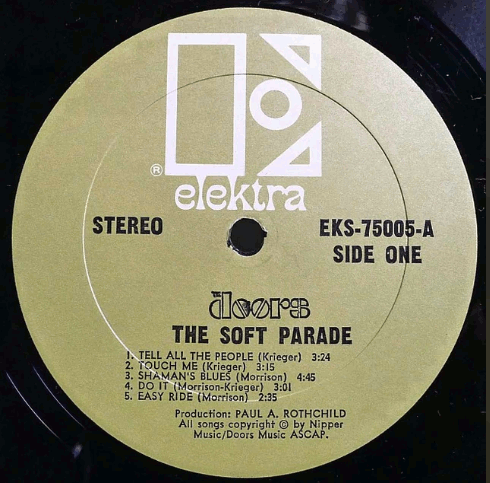 ®
elektra
STEREO
EKS-75005-A
SIDE ONE
the doors
THE SOFT PARADE
1. TELL ALL THE PEOPLE (Krieger) 3:24
2. TOUCH ME (Krieger) 3:15
3. SHAMAN'S BLUES (Morrison) 4:45
4. DO IT (Morrison-Krieger) 3:01
5. EASY RIDE (Morrison) 2:35
Production: PAUL A. ROTHCHILD
All songs copyright © by Nipper
Music/Doors Music ASCAP.